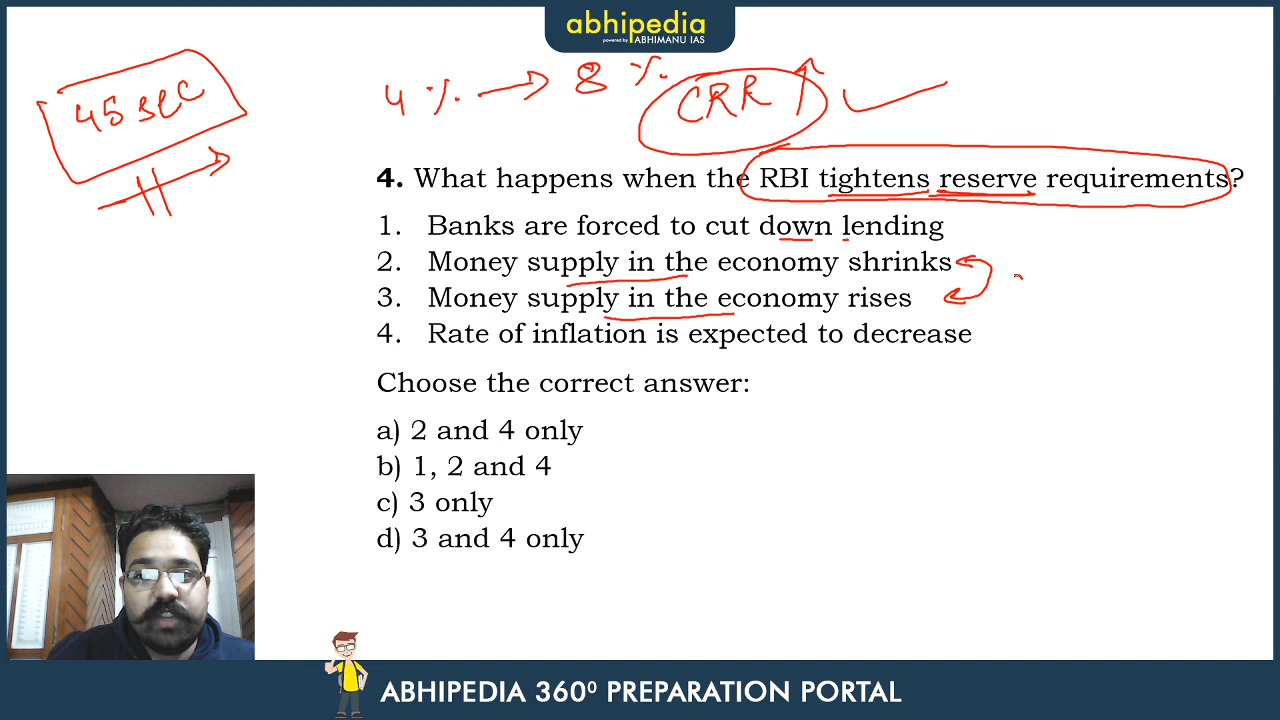 abhipedia
powered by ABHIMANU IAS
45 sec
4 % → 8 % CRR ↑
4. What happens when the RBI tightens reserve requirements?
1. Banks are forced to cut down lending
2. Money supply in the economy shrinks
3. Money supply in the economy rises
4. Rate of inflation is expected to decrease
Choose the correct answer:
a) 2 and 4 only
b) 1, 2 and 4
c) 3 only
d) 3 and 4 only
ABHIPEDIA 360⁰ PREPARATION PORTAL